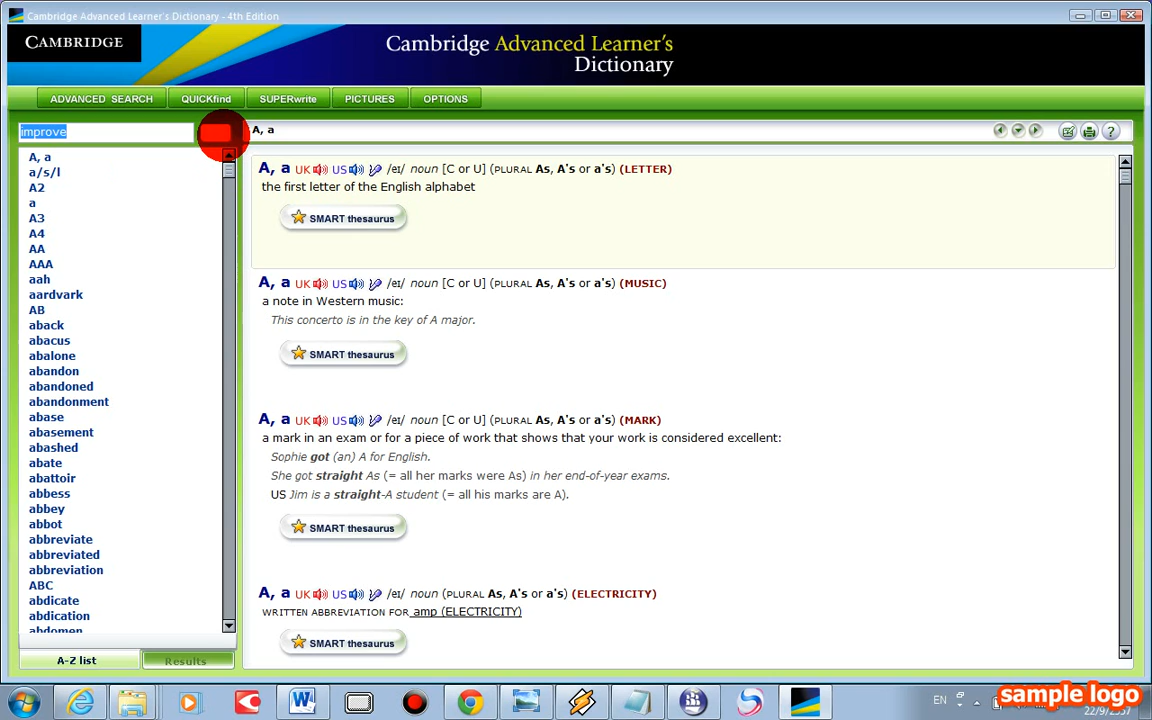 Cambridge Advanced Learner's Dictionary - 4th Edition
CAMBRIDGE
Cambridge Advanced Learner's
Dictionary
ADVANCED SEARCH
QUICKfind
SUPERwrite
PICTURES
OPTIONS
improve
A, a
A, a
a/s/l
A2
a
A3
A4
AA
AAA
aah
aardvark
AB
aback
abacus
abalone
abandon
abandoned
abandonment
abase
abasement
abashed
abate
abattoir
abbess
abbey
abbot
abbreviate
abbreviated
abbreviation
ABC
abdicate
abdication
abdomen
A-Z list
Results
A, a UK US /eɪ/ noun [C or U] (PLURAL As, A's or a's) (LETTER)
the first letter of the English alphabet
SMART thesaurus
A, a UK US /eɪ/ noun [C or U] (PLURAL As, A's or a's) (MUSIC)
a note in Western music:
This concerto is in the key of A major.
SMART thesaurus
A, a UK US /eɪ/ noun [C or U] (PLURAL As, A's or a's) (MARK)
a mark in an exam or for a piece of work that shows that your work is considered excellent:
Sophie got (an) A for English.
She got straight As (= all her marks were As) in her end-of-year exams.
US Jim is a straight-A student (= all his marks are A).
SMART thesaurus
A, a UK US /eɪ/ noun (PLURAL As, A's or a's) (ELECTRICITY)
WRITTEN ABBREVIATION FOR amp (ELECTRICITY)
SMART thesaurus
?
EN
sample logo